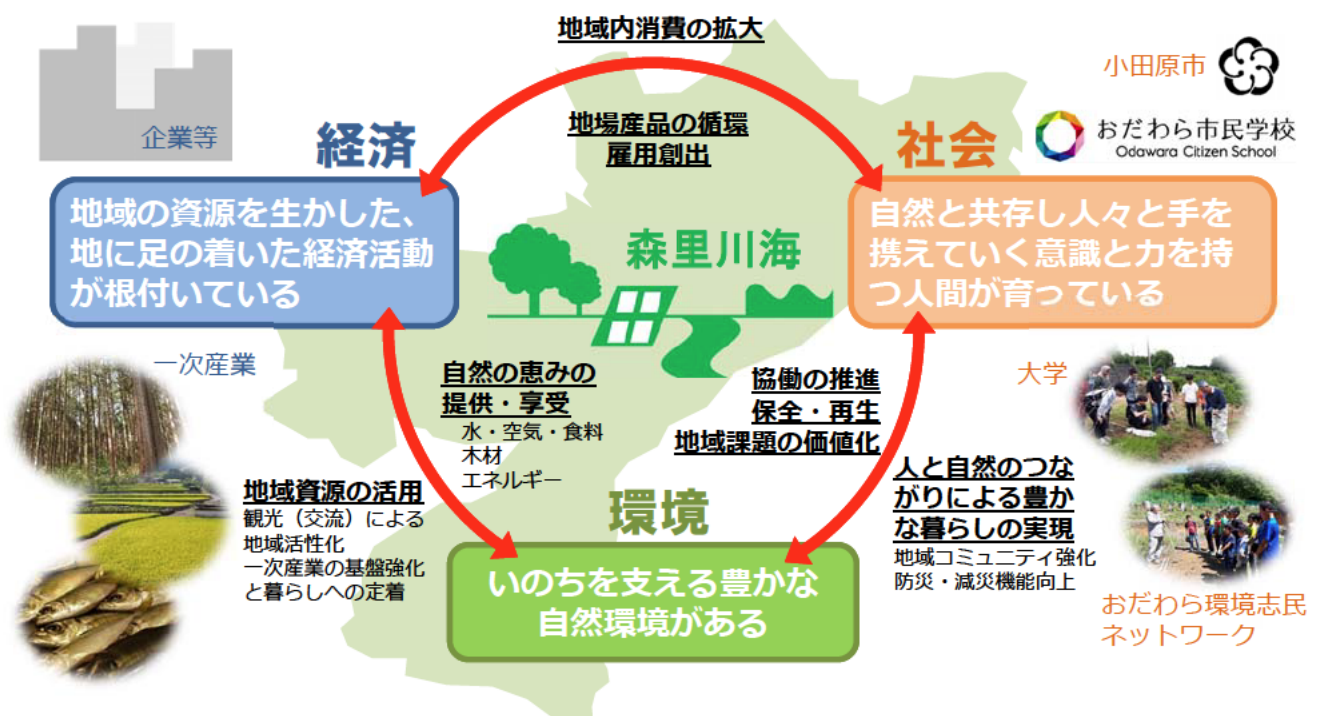 地域内消費の拡大
企業等
経済
地場産品の循環
雇用創出
社会
小田原市
おだわら市民学校
Odawara Citizen School
地域の資源を生かした、
地に足の着いた経済活動
が根付いている
森里川海
自然と共存し人々と手を
携えていく意識と力を持
つ人間が育っている
一次産業
自然の恵みの
提供・享受
水・空気・食料
木材
エネルギー
協働の推進
保全・再生
地域課題の価値化
大学
地域資源の活用
観光（交流）による
地域活性化
一次産業の基盤強化
と暮らしへの定着
人と自然のつな
がりによる豊か
な暮らしの実現
地域コミュニティ強化
防災・減災機能向上
環境
いのちを支える豊かな
自然環境がある
おだわら環境志民
ネットワーク